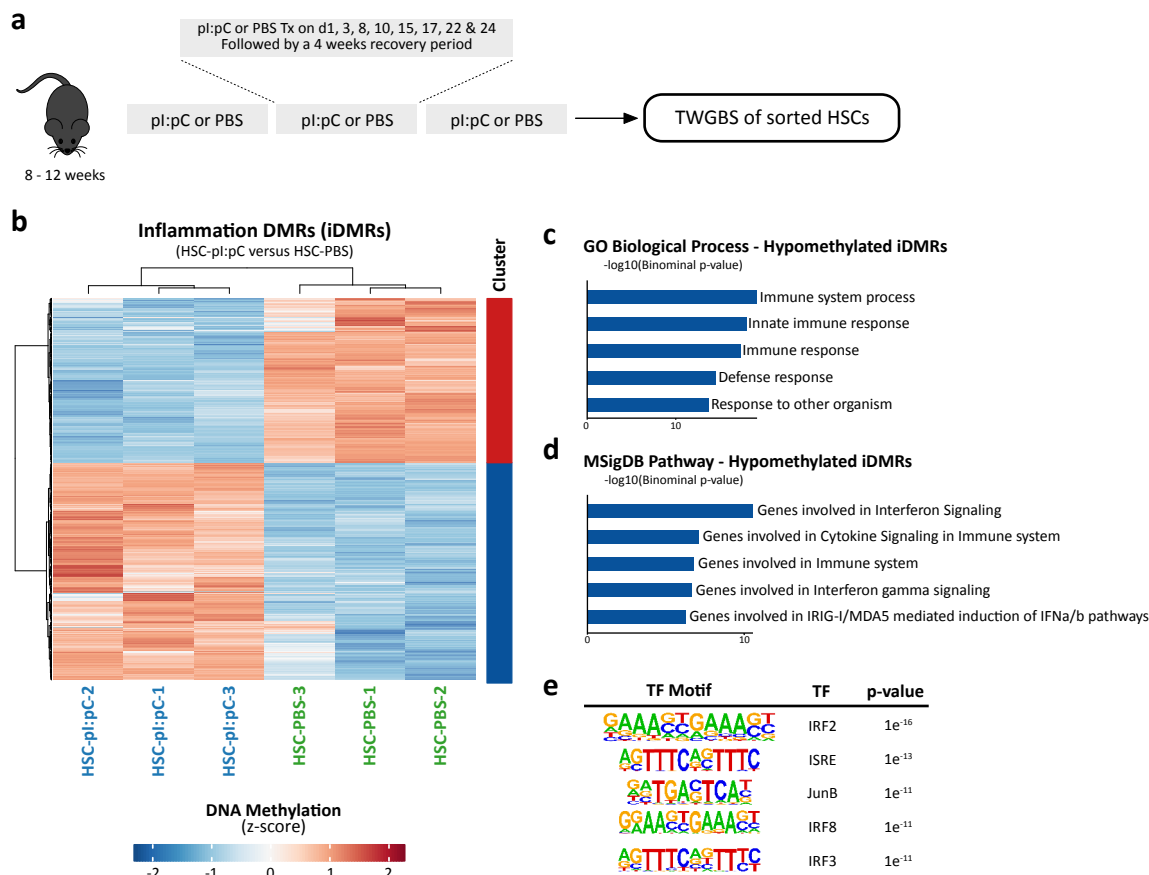 a
pI:pC or PBS Tx on d1, 3, 8, 10, 15, 17, 22 & 24
Followed by a 4 weeks recovery period
pI:pC or PBS
pI:pC or PBS
pI:pC or PBS
TWGBS of sorted HSCs
8 - 12 weeks
b
Inflammation DMRs (iDMRs)
(HSC-pI:pC versus HSC-PBS)
Cluster
HSC-pI:pC-2
HSC-pI:pC-1
HSC-pI:pC-3
HSC-PBS-3
HSC-PBS-1
HSC-PBS-2
DNA Methylation
(z-score)
-2 -1 0 1 2
c
GO Biological Process - Hypomethylated iDMRs
-log10(Binominal p-value)
Immune system process
Innate immune response
Immune response
Defense response
Response to other organism
0 10
d
MSigDB Pathway - Hypomethylated iDMRs
-log10(Binominal p-value)
Genes involved in Interferon Signaling
Genes involved in Cytokine Signaling in Immune system
Genes involved in Immune system
Genes involved in Interferon gamma signaling
Genes involved in IRIG-I/MDA5 mediated induction of IFNa/b pathways
0 10
e
TF Motif TF p-value
GAAAGTGAAAGT IRF2 1e-16
AGTTTCAGTTTC ISRE 1e-13
GATGAGTCAT JunB 1e-11
GGAAGTGAAAGT IRF8 1e-11
AGTTTCAGTTTC IRF3 1e-11